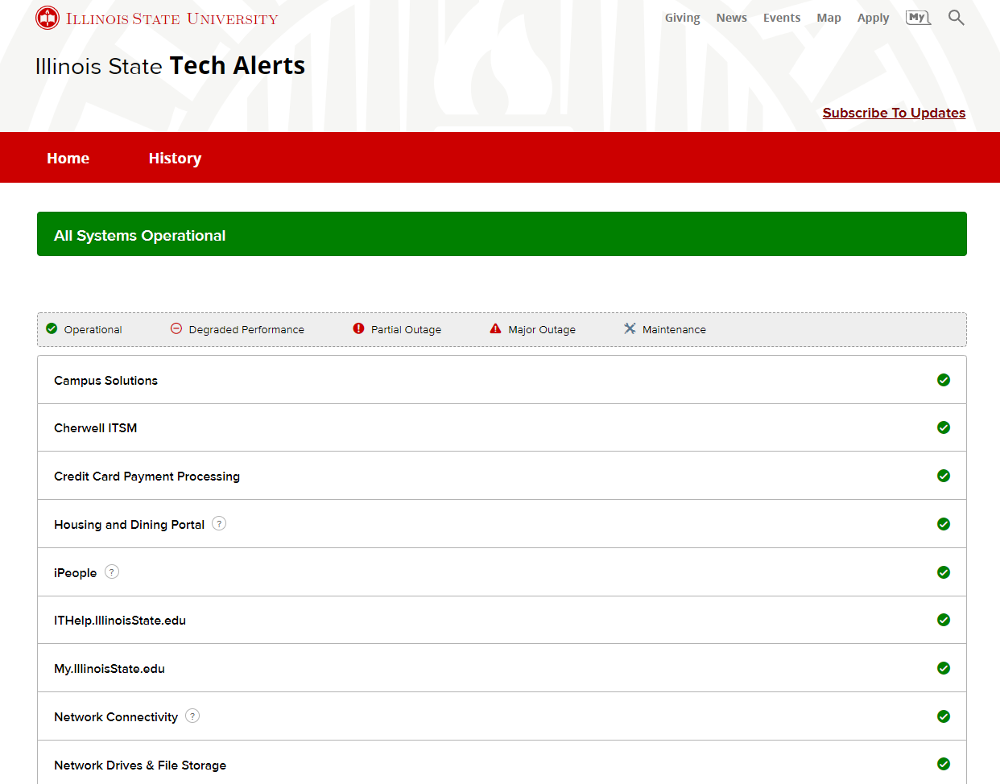 ILLINOIS STATE UNIVERSITY
Giving News Events Map Apply My
Illinois State Tech Alerts
Subscribe To Updates
Home History
All Systems Operational
Operational Degraded Performance Partial Outage Major Outage Maintenance
Campus Solutions
Cherwell ITSM
Credit Card Payment Processing
Housing and Dining Portal ?
iPeople ?
ITHelp.IllinoisState.edu
My.IllinoisState.edu
Network Connectivity ?
Network Drives & File Storage